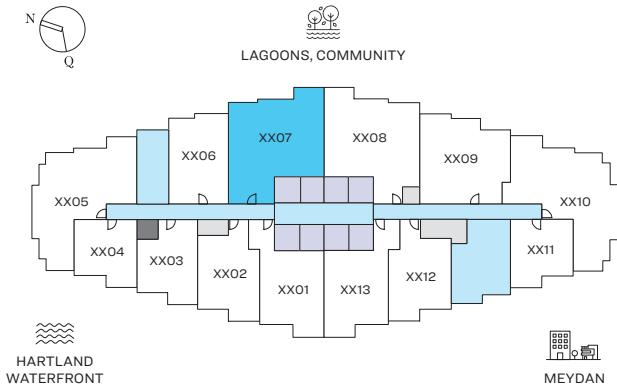 N
Q
LAGOONS, COMMUNITY
XX07
XX08
XX06
XX09
XX05
XX10
XX04
XX03
XX02
XX01
XX13
XX12
XX11
HARTLAND
WATERFRONT
MEYDAN